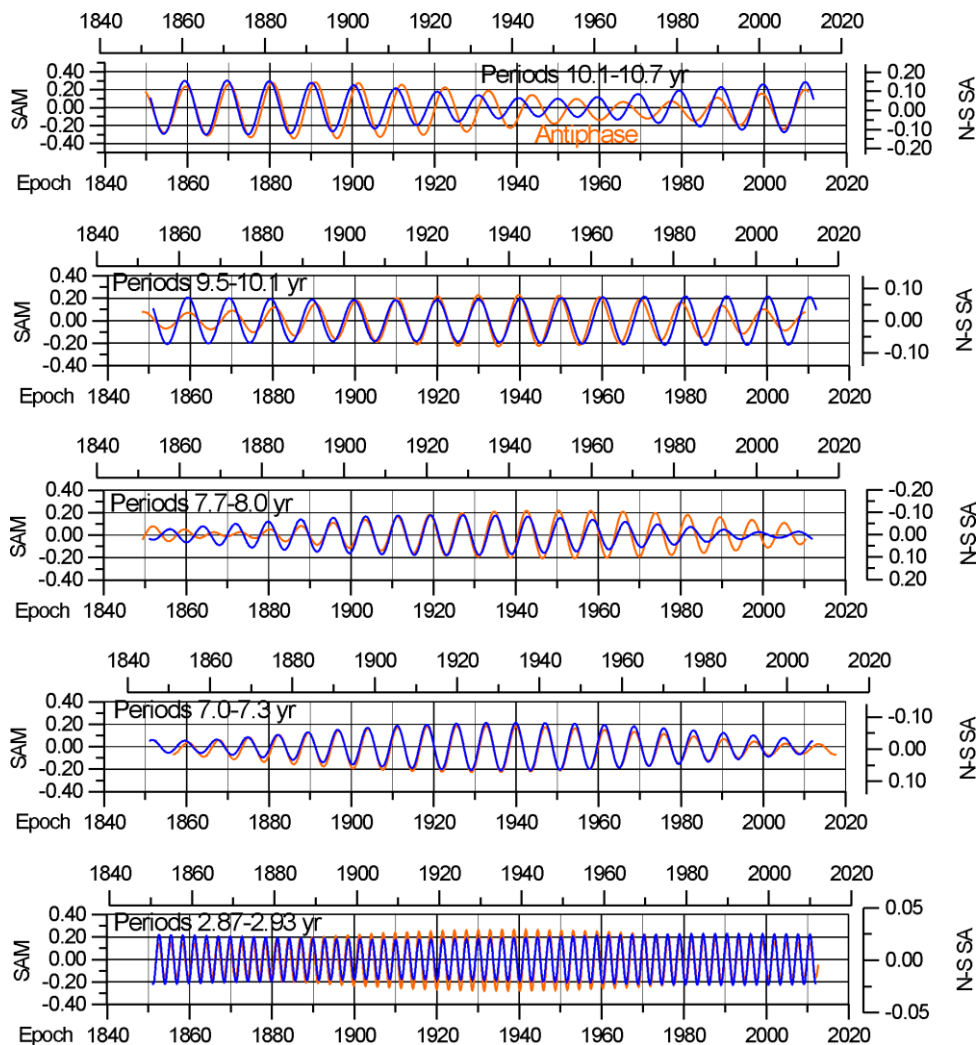 1840 1860 1880 1900 1920 1940 1960 1980 2000 2020
Periods 10.1-10.7 yr
0.40 0.20 0.00 -0.20 -0.40
SAM
0.20 0.10 0.00 -0.10 -0.20
N-S SA
Antiphase
Epoch 1840 1860 1880 1900 1920 1940 1960 1980 2000 2020
1840 1860 1880 1900 1920 1940 1960 1980 2000 2020
Periods 9.5-10.1 yr
0.40 0.20 0.00 -0.20 -0.40
SAM
0.10 0.00 -0.10
N-S SA
Epoch 1840 1860 1880 1900 1920 1940 1960 1980 2000 2020
1840 1860 1880 1900 1920 1940 1960 1980 2000 2020
Periods 7.7-8.0 yr
0.40 0.20 0.00 -0.20 -0.40
SAM
-0.20 -0.10 0.00 0.10 0.20
N-S SA
Epoch 1840 1860 1880 1900 1920 1940 1960 1980 2000 2020
1840 1860 1880 1900 1920 1940 1960 1980 2000 2020
Periods 7.0-7.3 yr
0.40 0.20 0.00 -0.20 -0.40
SAM
-0.10 0.00 0.10
N-S SA
Epoch 1840 1860 1880 1900 1920 1940 1960 1980 2000 2020
1840 1860 1880 1900 1920 1940 1960 1980 2000 2020
Periods 2.87-2.93 yr
0.40 0.20 0.00 -0.20 -0.40
SAM
0.05 0.00 -0.05
N-S SA
Epoch 1840 1860 1880 1900 1920 1940 1960 1980 2000 2020